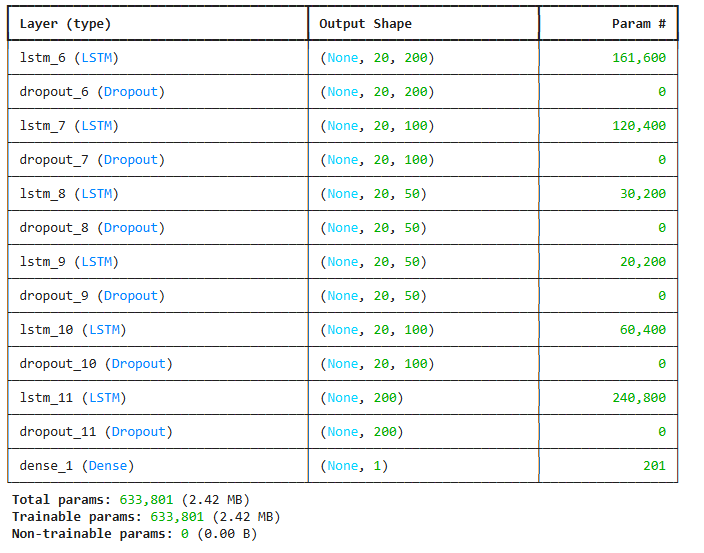 Layer (type) Output Shape Param #
lstm_6 (LSTM) (None, 20, 200) 161,600
dropout_6 (Dropout) (None, 20, 200) 0
lstm_7 (LSTM) (None, 20, 100) 120,400
dropout_7 (Dropout) (None, 20, 100) 0
lstm_8 (LSTM) (None, 20, 50) 30,200
dropout_8 (Dropout) (None, 20, 50) 0
lstm_9 (LSTM) (None, 20, 50) 20,200
dropout_9 (Dropout) (None, 20, 50) 0
lstm_10 (LSTM) (None, 20, 100) 60,400
dropout_10 (Dropout) (None, 20, 100) 0
lstm_11 (LSTM) (None, 200) 240,800
dropout_11 (Dropout) (None, 200) 0
dense_1 (Dense) (None, 1) 201
Total params: 633,801 (2.42 MB)
Trainable params: 633,801 (2.42 MB)
Non-trainable params: 0 (0.00 B)